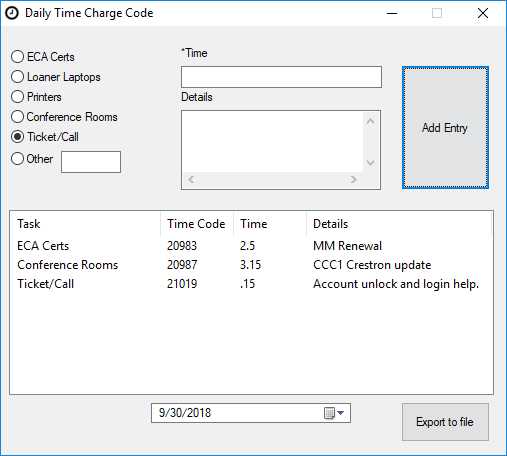 Daily Time Charge Code
ECA Certs
Loaner Laptops
Printers
Conference Rooms
Ticket/Call
Other
*Time
Details
Add Entry
Task Time Code Time Details
ECA Certs 20983 2.5 MM Renewal
Conference Rooms 20987 3.15 CCC1 Crestron update
Ticket/Call 21019 .15 Account unlock and login help.
9/30/2018
Export to file